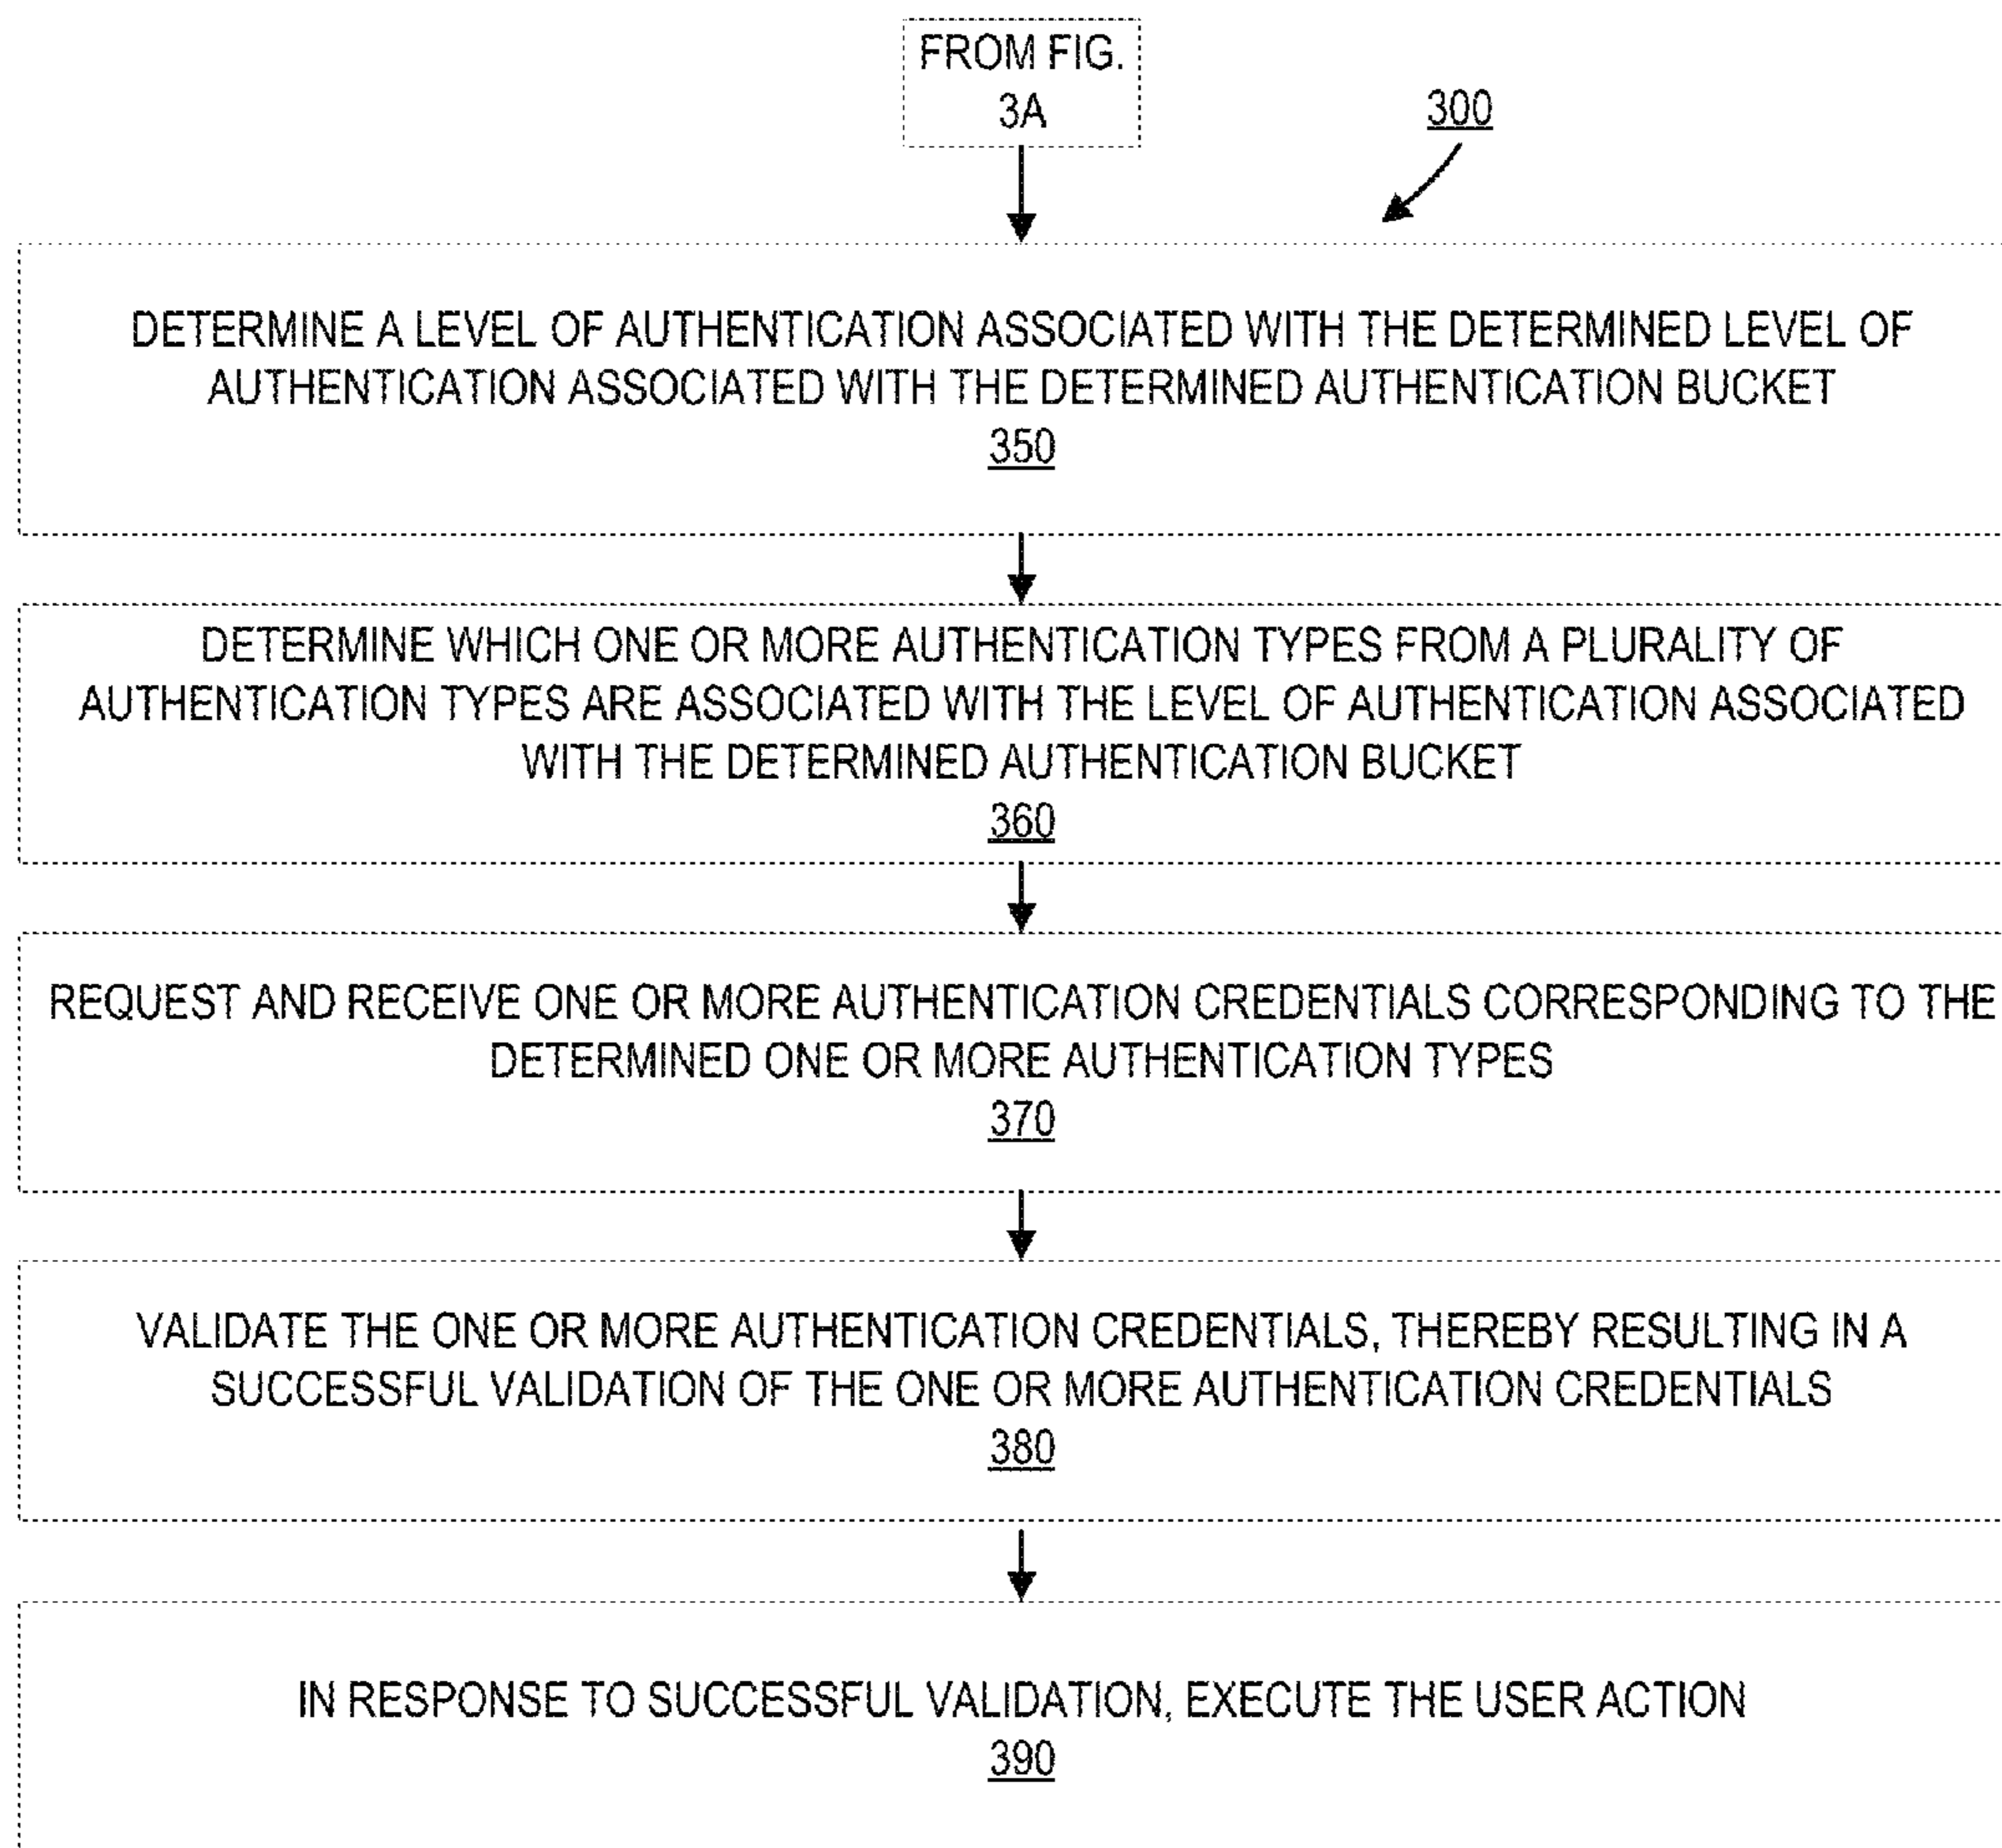 FROM FIG.
3A
300
DETERMINE A LEVEL OF AUTHENTICATION ASSOCIATED WITH THE DETERMINED LEVEL OF
AUTHENTICATION ASSOCIATED WITH THE DETERMINED AUTHENTICATION BUCKET
350
DETERMINE WHICH ONE OR MORE AUTHENTICATION TYPES FROM A PLURALITY OF
AUTHENTICATION TYPES ARE ASSOCIATED WITH THE LEVEL OF AUTHENTICATION ASSOCIATED
WITH THE DETERMINED AUTHENTICATION BUCKET
360
REQUEST AND RECEIVE ONE OR MORE AUTHENTICATION CREDENTIALS CORRESPONDING TO THE
DETERMINED ONE OR MORE AUTHENTICATION TYPES
370
VALIDATE THE ONE OR MORE AUTHENTICATION CREDENTIALS, THEREBY RESULTING IN A
SUCCESSFUL VALIDATION OF THE ONE OR MORE AUTHENTICATION CREDENTIALS
380
IN RESPONSE TO SUCCESSFUL VALIDATION, EXECUTE THE USER ACTION
390